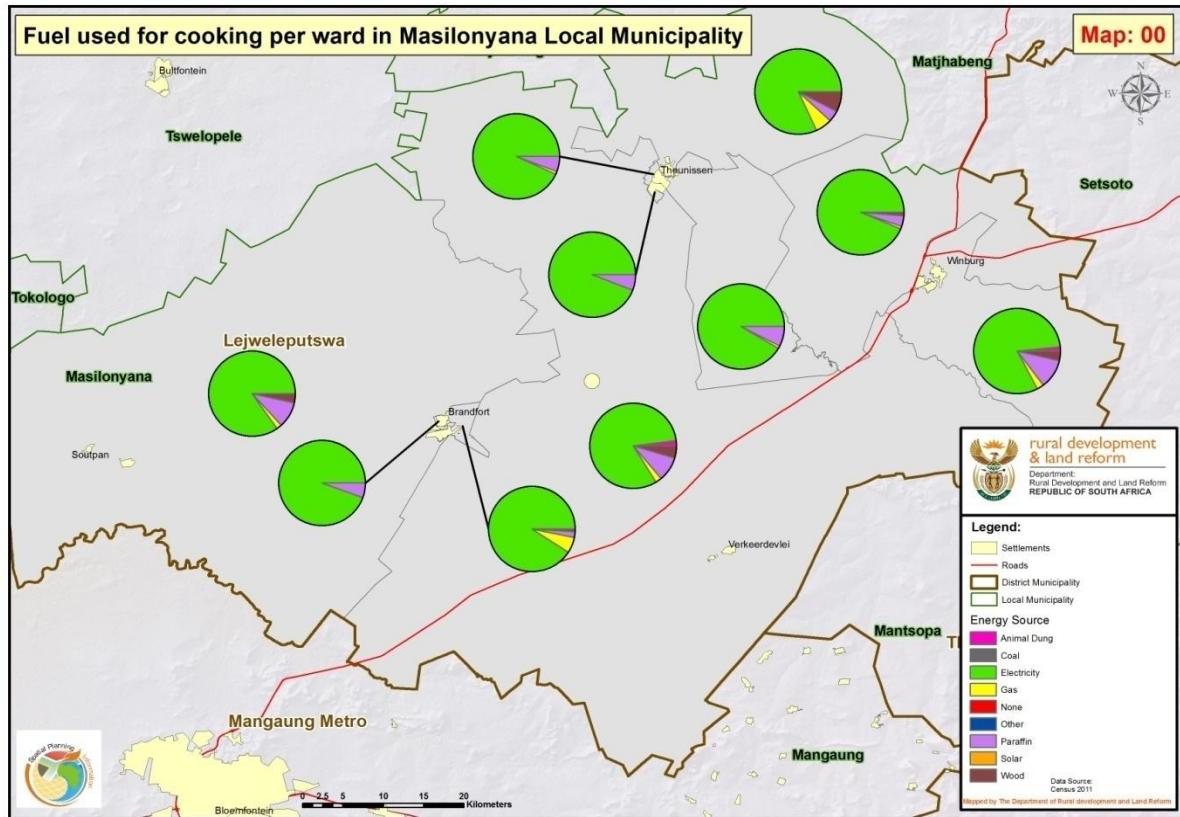 Fuel used for cooking per ward in Masilonyana Local Municipality
Map: 00
Bultfontein
Matjhabeng
N
W E
S
Tswelopele
Theunissen
Setsoto
Winburg
Tokologo
Lejweleputswa
Masilonyana
Brandfort
Soutpan
Verkeerdevlei
Mantsopa
Mangaung Metro
Mangaung
Bloemfontein
0 2.5 5 10 15 20
Kilometers
Spatial Planning
Information
rural development
& land reform
Department:
Rural Development and Land Reform
REPUBLIC OF SOUTH AFRICA
Legend:
Settlements
Roads
District Municipality
Local Municipality
Energy Source
Animal Dung
Coal
Electricity
Gas
None
Other
Paraffin
Solar
Wood
Data Source:
Census 2011
Mapped by The Department of Rural development and Land Reform